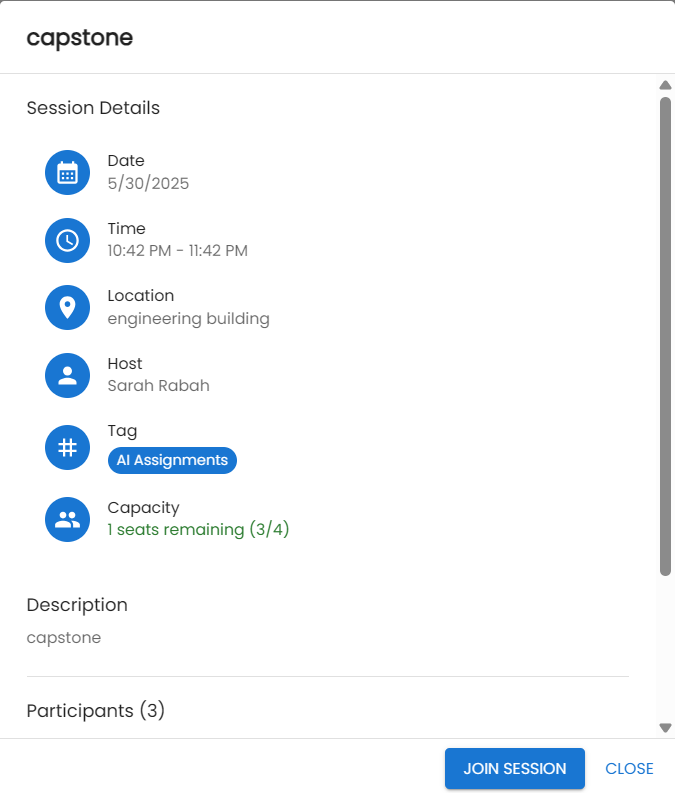 capstone
Session Details
Date
5/30/2025
Time
10:42 PM - 11:42 PM
Location
engineering building
Host
Sarah Rabah
Tag
AI Assignments
Capacity
1 seats remaining (3/4)
Description
capstone
Participants (3)
JOIN SESSION CLOSE